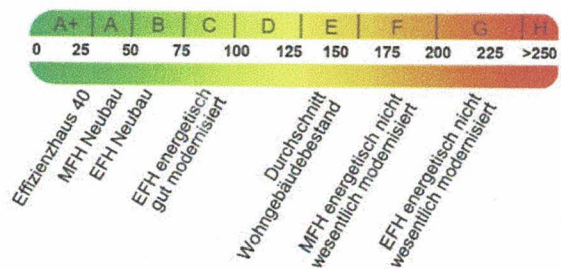 A+ A B C D E F G H
0 25 50 75 100 125 150 175 200 225 >250
Effizienzhaus 40
MFH Neubau
EFH Neubau
EFH energetisch
gut modernisiert
Durchschnitt
Wohngebäudebestand
MFH energetisch nicht
wesentlich modernisiert
EFH energetisch nicht
wesentlich modernisiert